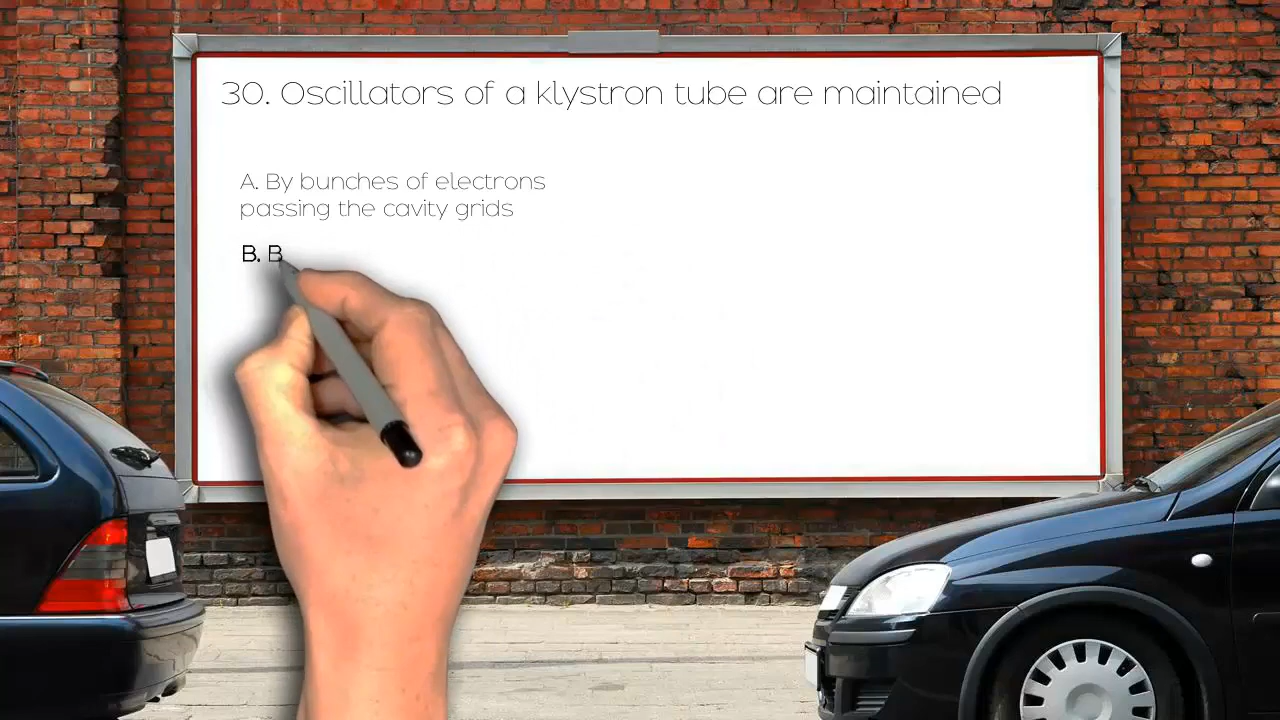 30. Oscillators of a klystron tube are maintained
A. By bunches of electrons
passing the cavity grids
B. B